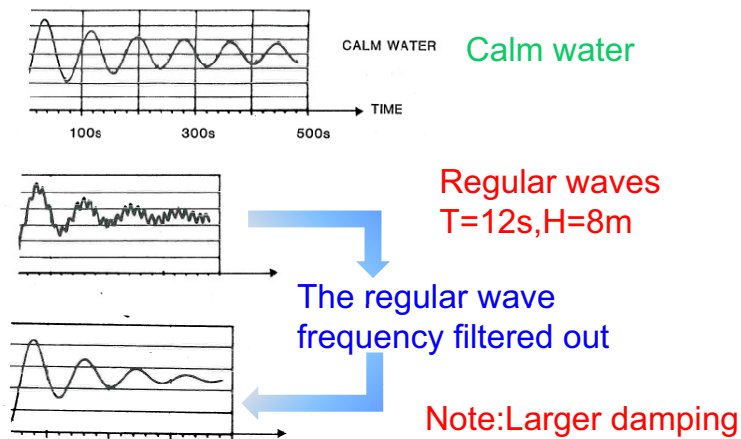 CALM WATER
Calm water
TIME
100s 300s 500s
Regular waves
T=12s,H=8m
The regular wave
frequency filtered out
Note:Larger damping